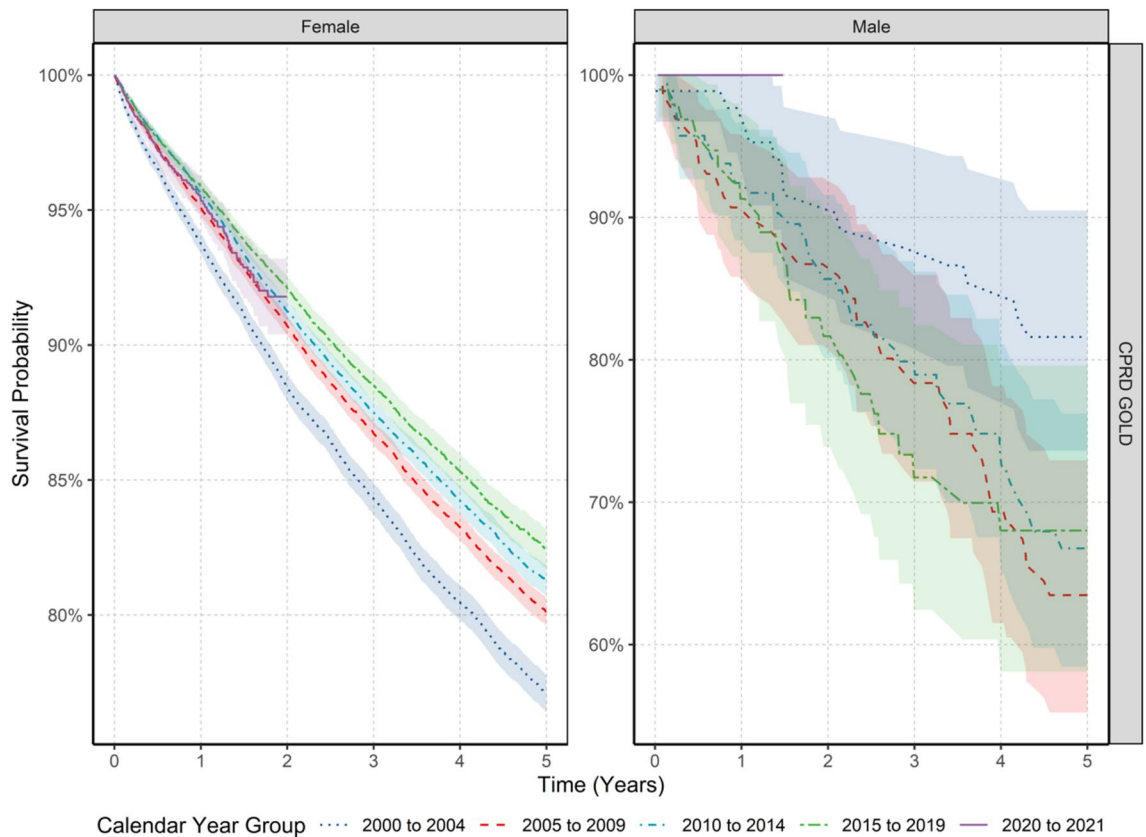 Female
Male
100%
95%
90%
85%
80%
100%
90%
80%
70%
60%
Survival Probability
CPRD GOLD
0 1 2 3 4 5
0 1 2 3 4 5
Time (Years)
Calendar Year Group 2000 to 2004 2005 to 2009 2010 to 2014 2015 to 2019 2020 to 2021